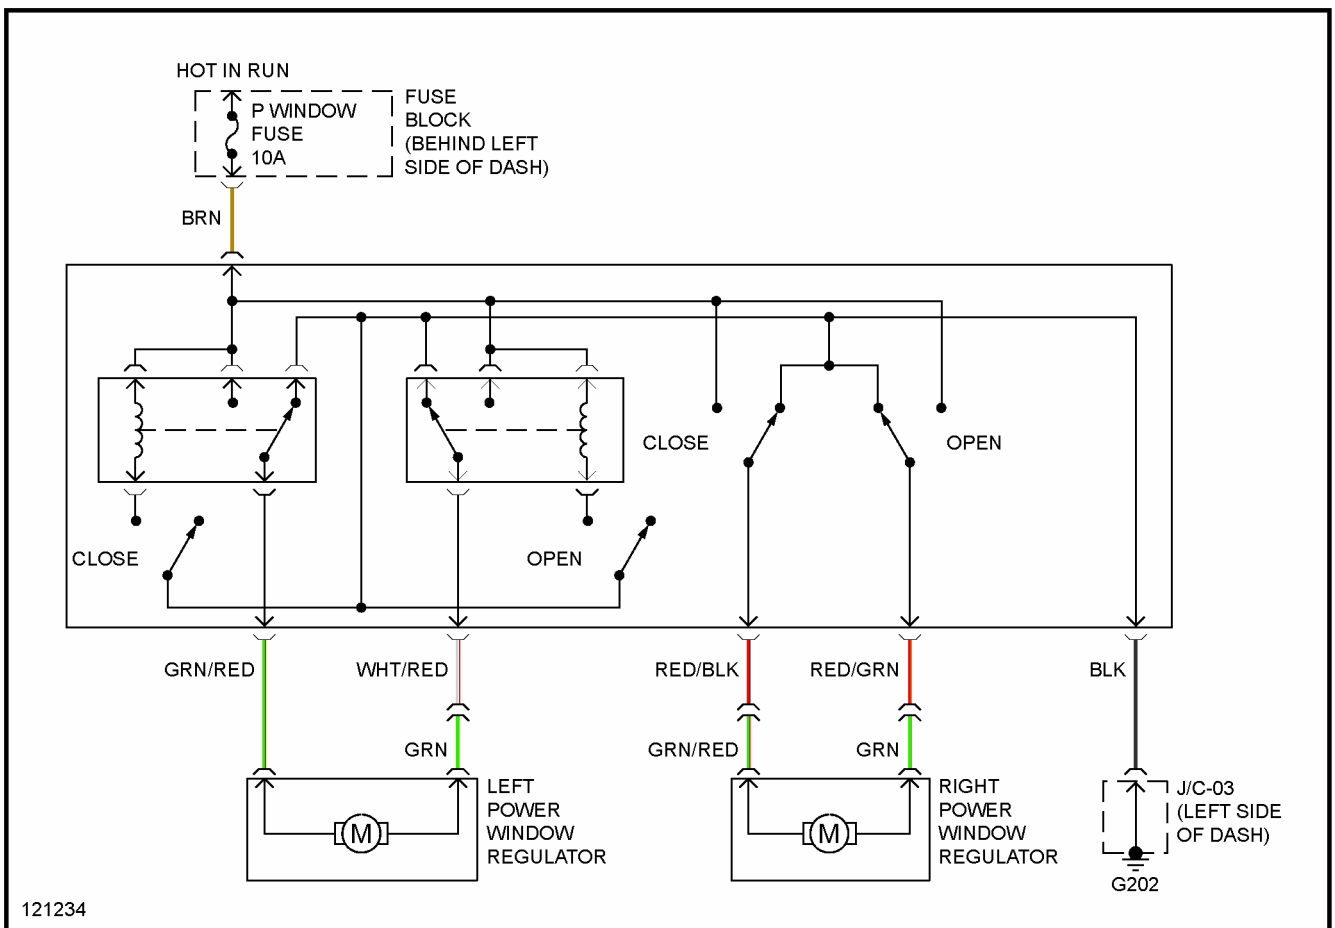 HOT IN RUN
P WINDOW
FUSE
10A
FUSE
BLOCK
(BEHIND LEFT
SIDE OF DASH)
BRN
CLOSE
OPEN
CLOSE
OPEN
GRN/RED
WHT/RED
RED/BLK
RED/GRN
BLK
GRN
GRN/RED
GRN
M
LEFT
POWER
WINDOW
REGULATOR
M
RIGHT
POWER
WINDOW
REGULATOR
J/C-03
(LEFT SIDE
OF DASH)
G202
121234